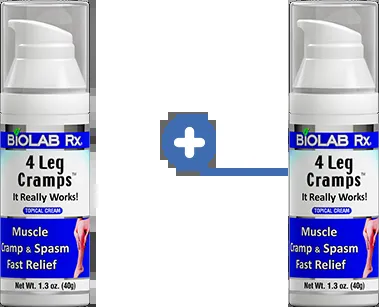 BiOLAB Rx
4 Leg
Cramps™
It Really Works!
TOPICAL CREAM
Muscle
Cramp & Spasm
Fast Relief
Net Wt. 1.3 oz. (40g)
BiOLAB Rx
4 Leg
Cramps™
It Really Works!
TOPICAL CREAM
Muscle
Cramp & Spasm
Fast Relief
Net Wt. 1.3 oz. (40g)